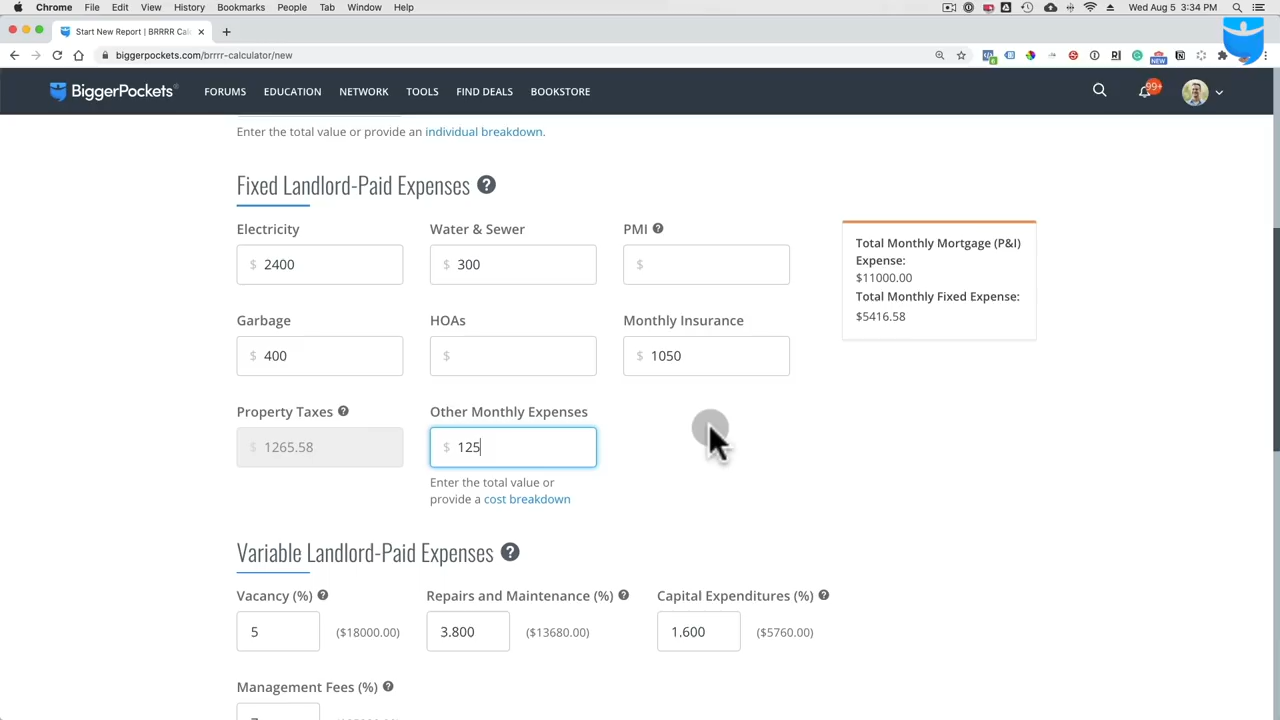 Chrome File Edit View History Bookmarks People Tab Window Help Wed Aug 5 3:34 PM
Start New Report | BRRRR Calc
biggerpockets.com/brrrr-calculator/new
NEW
BiggerPockets FORUMS EDUCATION NETWORK TOOLS FIND DEALS BOOKSTORE 99+
Enter the total value or provide an individual breakdown.
Fixed Landlord-Paid Expenses ?
Electricity Water & Sewer PMI ?
$ 2400 $ 300 $
Total Monthly Mortgage (P&I)
Expense:
$11000.00
Total Monthly Fixed Expense:
$5416.58
Garbage HOAs Monthly Insurance
$ 400 $ $ 1050
Property Taxes ? Other Monthly Expenses
$ 1265.58 $ 125
Enter the total value or
provide a cost breakdown
Variable Landlord-Paid Expenses ?
Vacancy (%) ? Repairs and Maintenance (%) ? Capital Expenditures (%) ?
5 ($18000.00) 3.800 ($13680.00) 1.600 ($5760.00)
Management Fees (%) ?